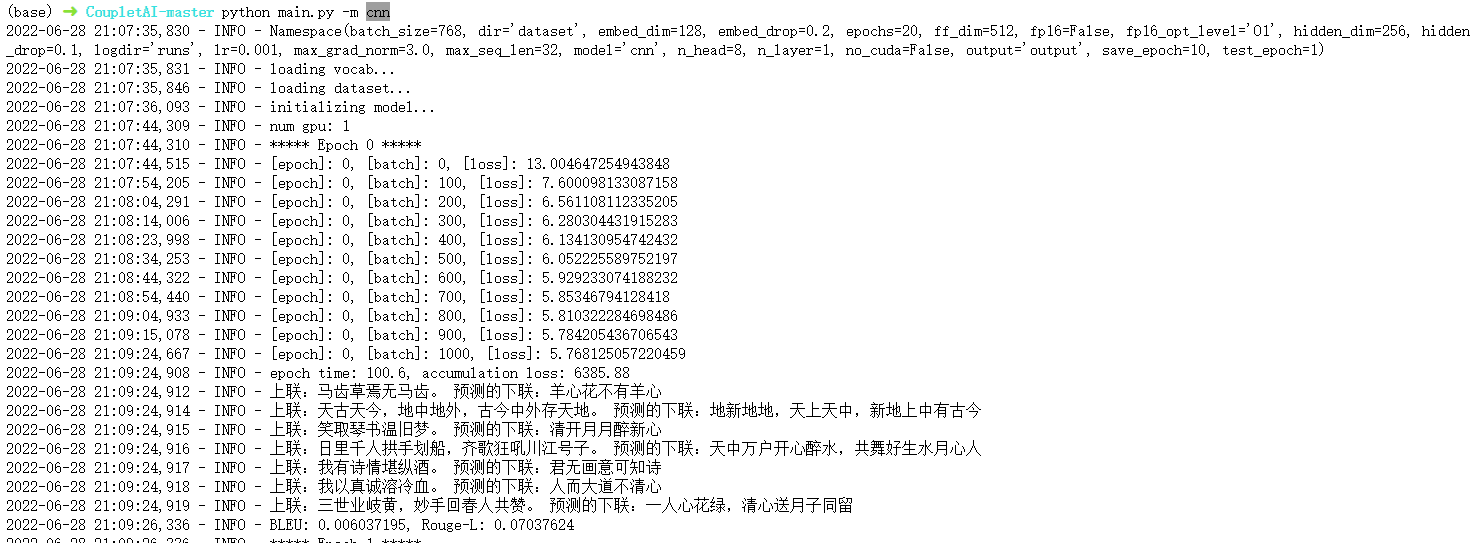 (base) ➜ CoupletAI-master python main.py -m cnn
2022-06-28 21:07:35,830 - INFO - Namespace(batch_size=768, dir='dataset', embed_dim=128, embed_drop=0.2, epochs=20, ff_dim=512, fp16=False, fp16_opt_level='O1', hidden_dim=256, hidden
_drop=0.1, logdir='runs', lr=0.001, max_grad_norm=3.0, max_seq_len=32, model='cnn', n_head=8, n_layer=1, no_cuda=False, output='output', save_epoch=10, test_epoch=1)
2022-06-28 21:07:35,831 - INFO - loading vocab...
2022-06-28 21:07:35,846 - INFO - loading dataset...
2022-06-28 21:07:36,093 - INFO - initializing model...
2022-06-28 21:07:44,309 - INFO - num gpu: 1
2022-06-28 21:07:44,310 - INFO - ***** Epoch 0 *****
2022-06-28 21:07:44,515 - INFO - [epoch]: 0, [batch]: 0, [loss]: 13.004647254943848
2022-06-28 21:07:54,205 - INFO - [epoch]: 0, [batch]: 100, [loss]: 7.600098133087158
2022-06-28 21:08:04,291 - INFO - [epoch]: 0, [batch]: 200, [loss]: 6.561108112335205
2022-06-28 21:08:14,006 - INFO - [epoch]: 0, [batch]: 300, [loss]: 6.280304431915283
2022-06-28 21:08:23,998 - INFO - [epoch]: 0, [batch]: 400, [loss]: 6.134130954742432
2022-06-28 21:08:34,253 - INFO - [epoch]: 0, [batch]: 500, [loss]: 6.052225589752197
2022-06-28 21:08:44,322 - INFO - [epoch]: 0, [batch]: 600, [loss]: 5.929233074188232
2022-06-28 21:08:54,440 - INFO - [epoch]: 0, [batch]: 700, [loss]: 5.85346794128418
2022-06-28 21:09:04,933 - INFO - [epoch]: 0, [batch]: 800, [loss]: 5.810322284698486
2022-06-28 21:09:15,078 - INFO - [epoch]: 0, [batch]: 900, [loss]: 5.784205436706543
2022-06-28 21:09:24,667 - INFO - [epoch]: 0, [batch]: 1000, [loss]: 5.768125057220459
2022-06-28 21:09:24,908 - INFO - epoch time: 100.6, accumulation loss: 6385.88
2022-06-28 21:09:24,912 - INFO - 上联：马齿草焉无马齿。 预测的下联：羊心花不有羊心
2022-06-28 21:09:24,914 - INFO - 上联：天古天今，地中地外，古今中外存天地。 预测的下联：地新地地，天上天中，新地上中有古今
2022-06-28 21:09:24,915 - INFO - 上联：笑取琴书温旧梦。 预测的下联：清开月月醉新心
2022-06-28 21:09:24,916 - INFO - 上联：日里千人拱手划船，齐歌狂吼川江号子。 预测的下联：天中万户开心醉水，共舞好生水月心人
2022-06-28 21:09:24,917 - INFO - 上联：我有诗情堪纵酒。 预测的下联：君无画意可知诗
2022-06-28 21:09:24,918 - INFO - 上联：我以真诚溶冷血。 预测的下联：人而大道不清心
2022-06-28 21:09:24,919 - INFO - 上联：三世业岐黄，妙手回春人共赞。 预测的下联：一人心花绿，清心送月子同留
2022-06-28 21:09:26,336 - INFO - BLEU: 0.006037195, Rouge-L: 0.07037624
2022-06-28 21:09:26,336 - INFO - ***** Epoch 1 *****